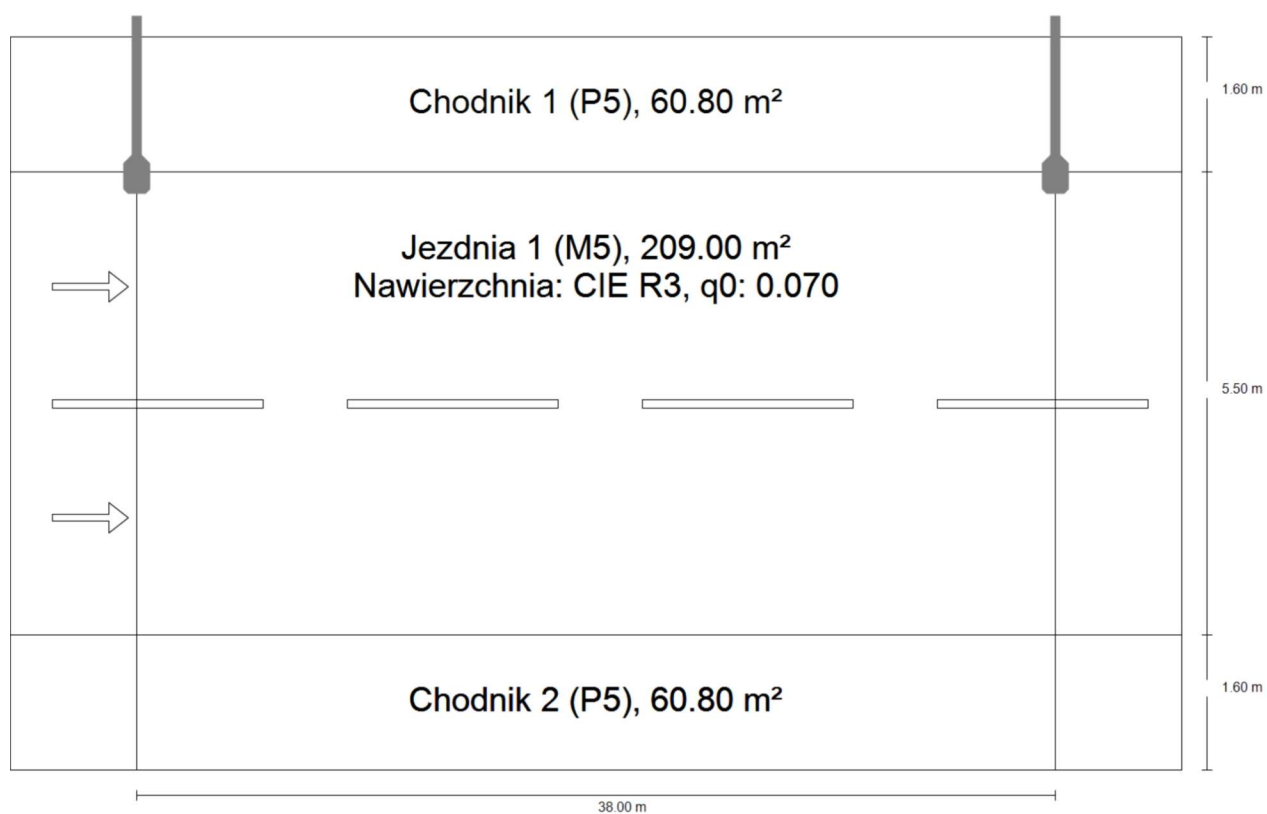 Chodnik 1 (P5), 60.80 m²
1.60 m
Jezdnia 1 (M5), 209.00 m²
Nawierzchnia: CIE R3, q0: 0.070
5.50 m
Chodnik 2 (P5), 60.80 m²
1.60 m
38.00 m